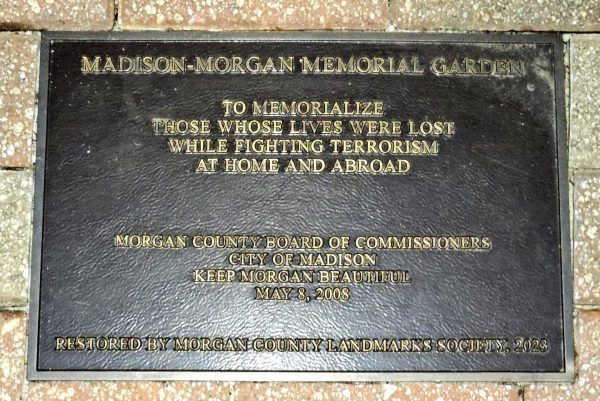 MADISON-MORGAN MEMORIAL GARDEN
TO MEMORIALIZE
THOSE WHOSE LIVES WERE LOST
WHILE FIGHTING TERRORISM
AT HOME AND ABROAD
MORGAN COUNTY BOARD OF COMMISSIONERS
CITY OF MADISON
KEEP MORGAN BEAUTIFUL
MAY 8, 2008
RESTORED BY MORGAN COUNTY LANDMARKS SOCIETY, 2023